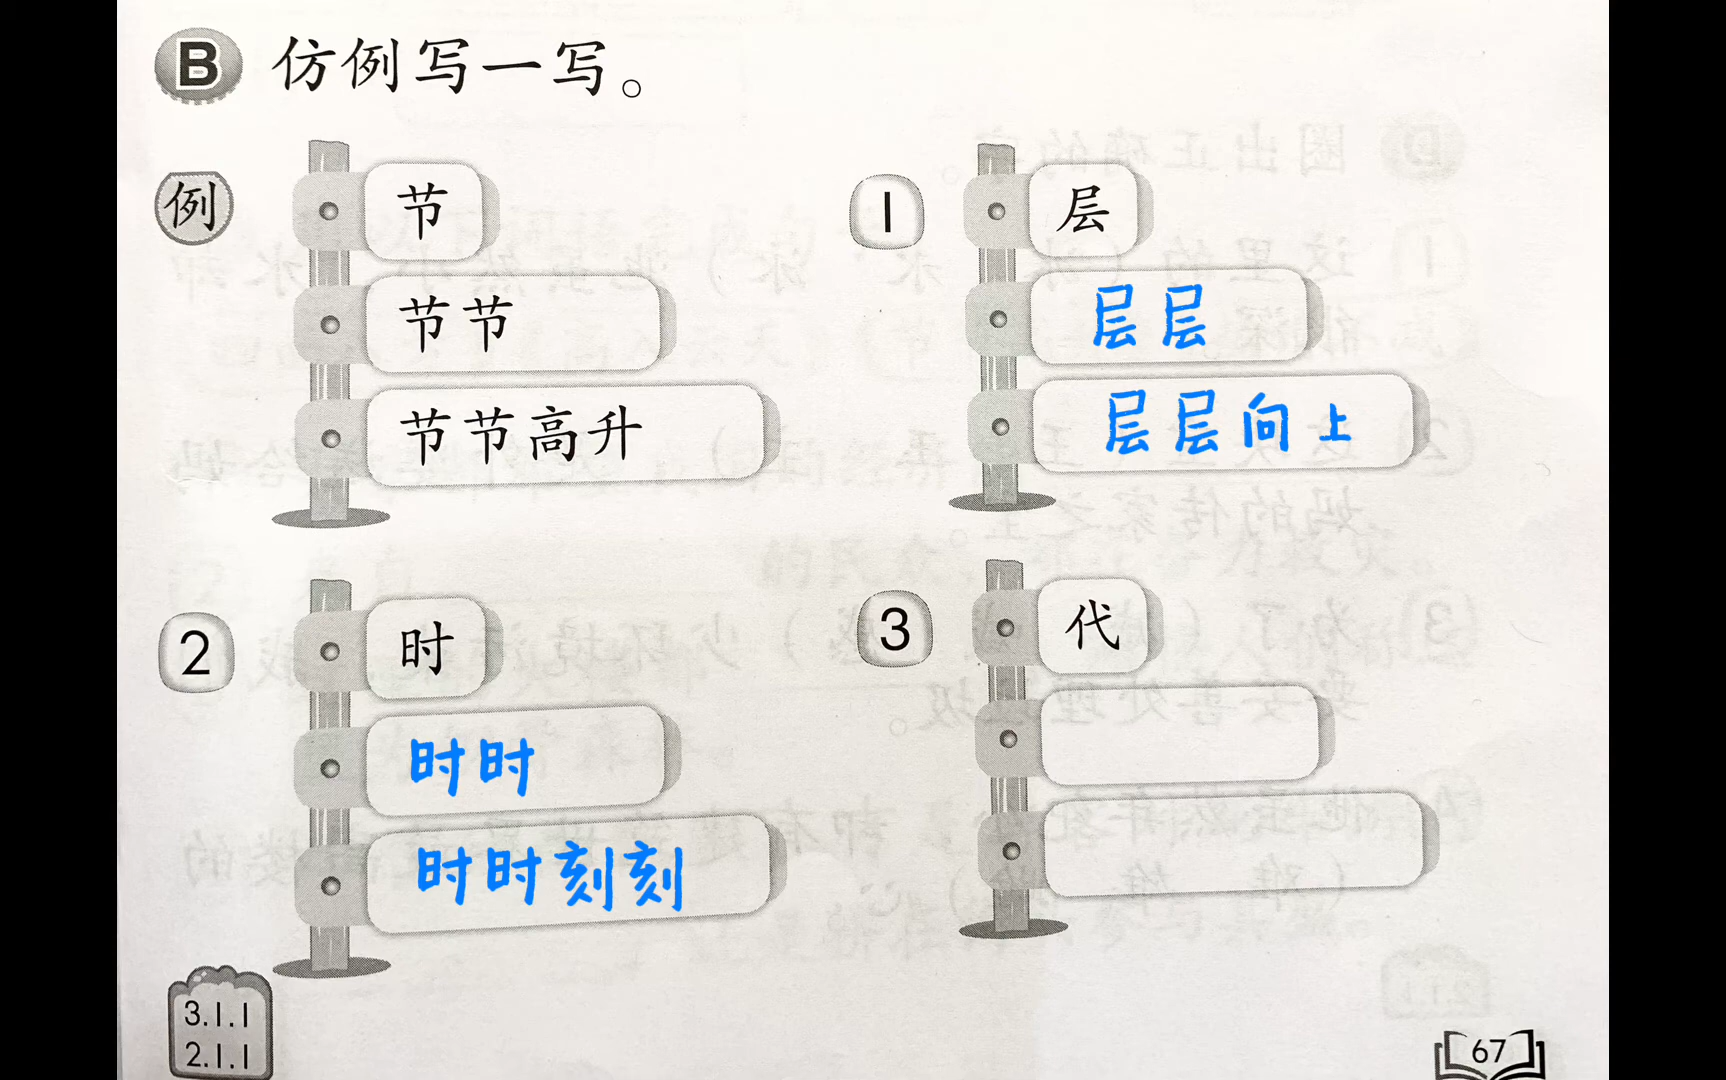 B 仿例写一写。
例
节
节节
节节高升
1
层
层层
层层向上
2
时
时时
时时刻刻
3
代
3.1.1
2.1.1
67